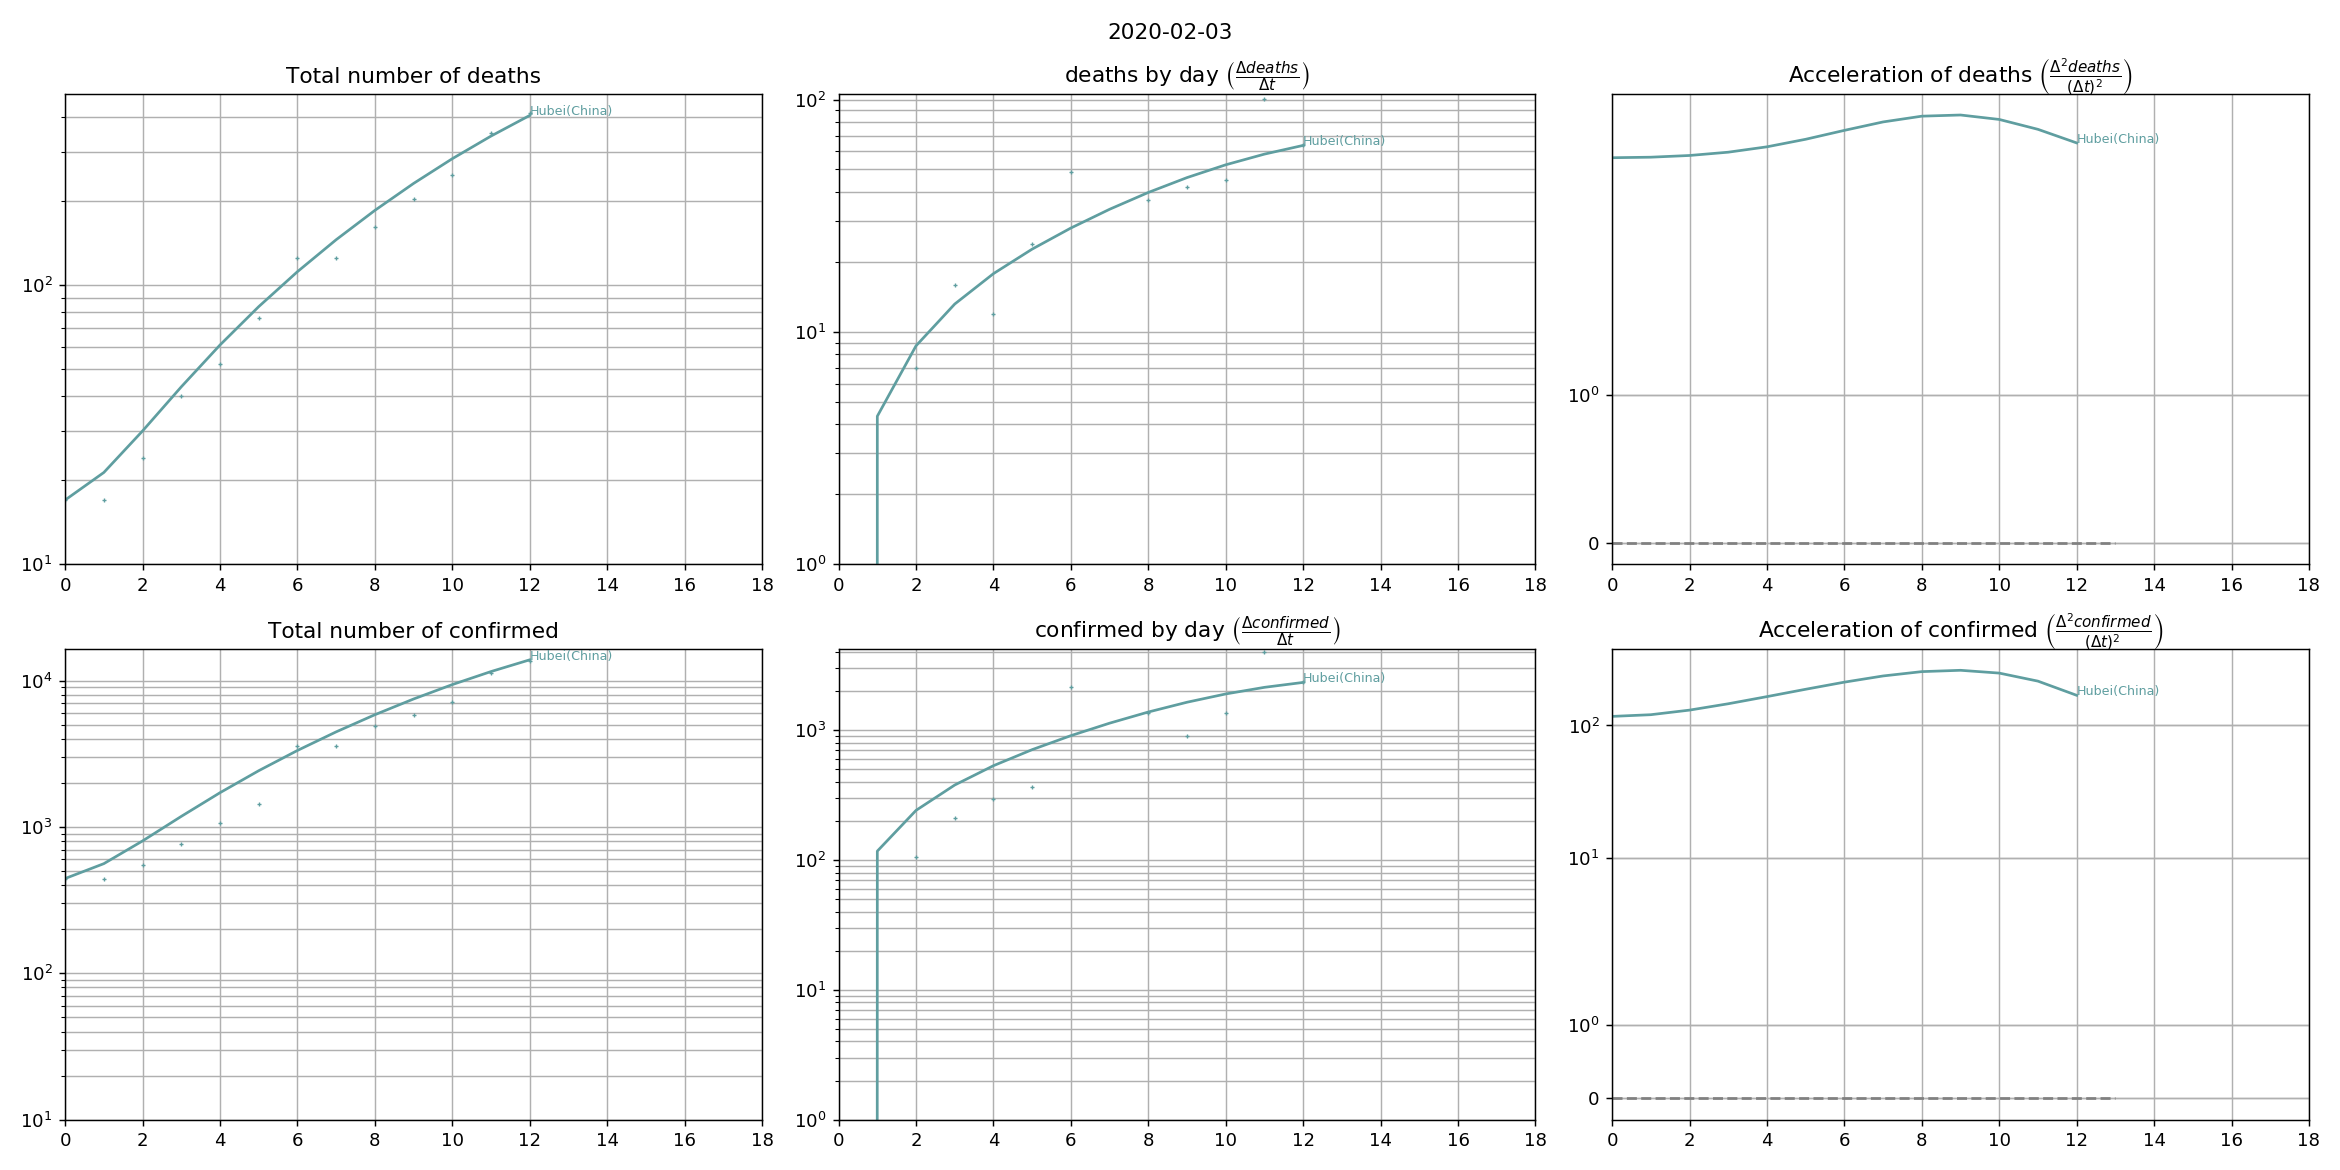 2020-02-03
Total number of deaths
Hubei(China)
10²
10¹
0 2 4 6 8 10 12 14 16 18
deaths by day (Δdeaths/Δt)
Hubei(China)
10²
10¹
10⁰
0 2 4 6 8 10 12 14 16 18
Acceleration of deaths (Δ²deaths/(Δt)²)
Hubei(China)
10⁰
0
0 2 4 6 8 10 12 14 16 18
Total number of confirmed
Hubei(China)
10⁴
10³
10²
10¹
0 2 4 6 8 10 12 14 16 18
confirmed by day (Δconfirmed/Δt)
Hubei(China)
10³
10²
10¹
10⁰
0 2 4 6 8 10 12 14 16 18
Acceleration of confirmed (Δ²confirmed/(Δt)²)
Hubei(China)
10²
10¹
10⁰
0
0 2 4 6 8 10 12 14 16 18